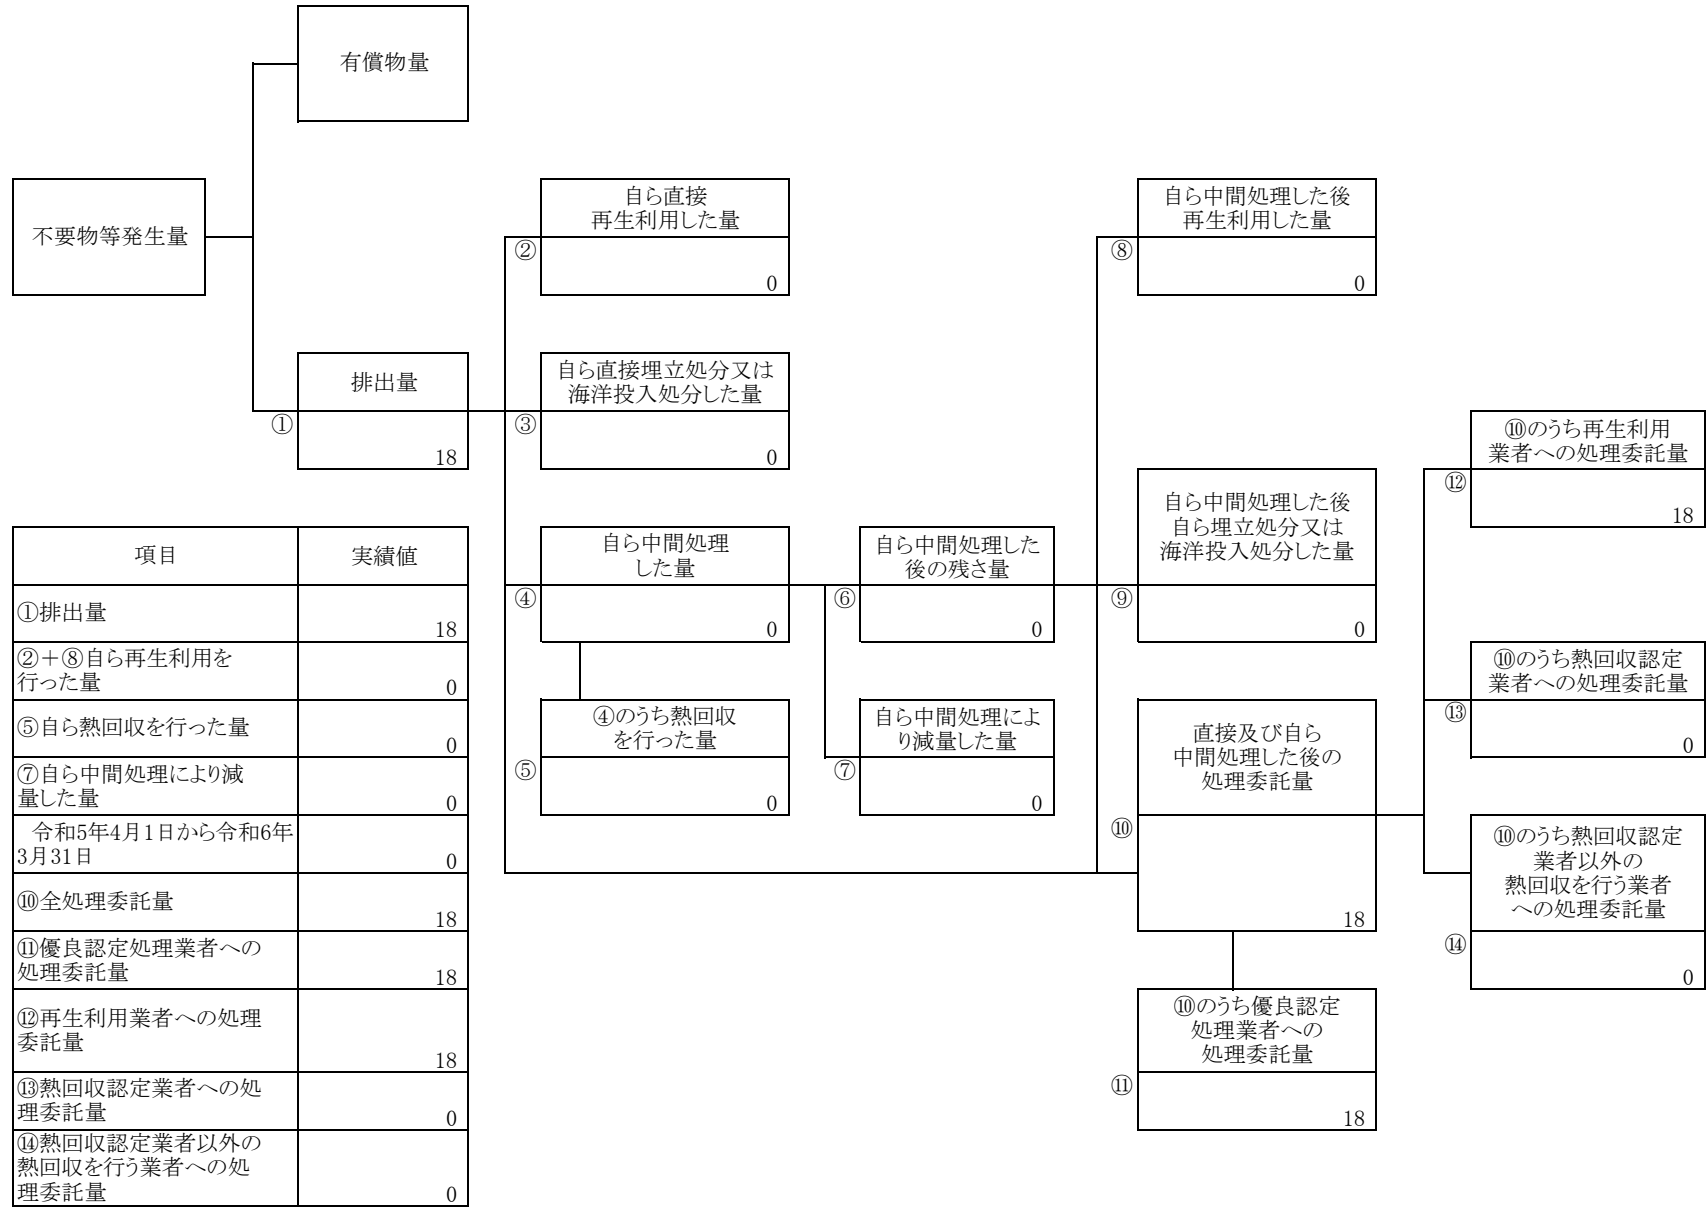 有償物量
不要物等発生量
自ら直接
再生利用した量
②
0
自ら中間処理した後
再生利用した量
⑧
0
排出量
①
18
自ら直接埋立処分又は
海洋投入処分した量
③
0
⑩のうち再生利用
業者への処理委託量
⑫
18
自ら中間処理
した量
④
0
自ら中間処理した
後の残さ量
⑥
0
自ら中間処理した後
自ら埋立処分又は
海洋投入処分した量
⑨
0
⑩のうち熱回収認定
業者への処理委託量
⑬
0
④のうち熱回収
を行った量
⑤
0
自ら中間処理によ
り減量した量
⑦
0
直接及び自ら
中間処理した後の
処理委託量
⑩
18
⑩のうち熱回収認定
業者以外の
熱回収を行う業者
への処理委託量
⑭
0
⑩のうち優良認定
処理業者への
処理委託量
⑪
18
項目 実績値
①排出量
18
②＋⑧自ら再生利用を
行った量
0
⑤自ら熱回収を行った量
0
⑦自ら中間処理により減
量した量
0
令和5年4月1日から令和6年
3月31日
0
⑩全処理委託量
18
⑪優良認定処理業者への
処理委託量
18
⑫再生利用業者への処理
委託量
18
⑬熱回収認定業者への処
理委託量
0
⑭熱回収認定業者以外の
熱回収を行う業者への処
理委託量
0